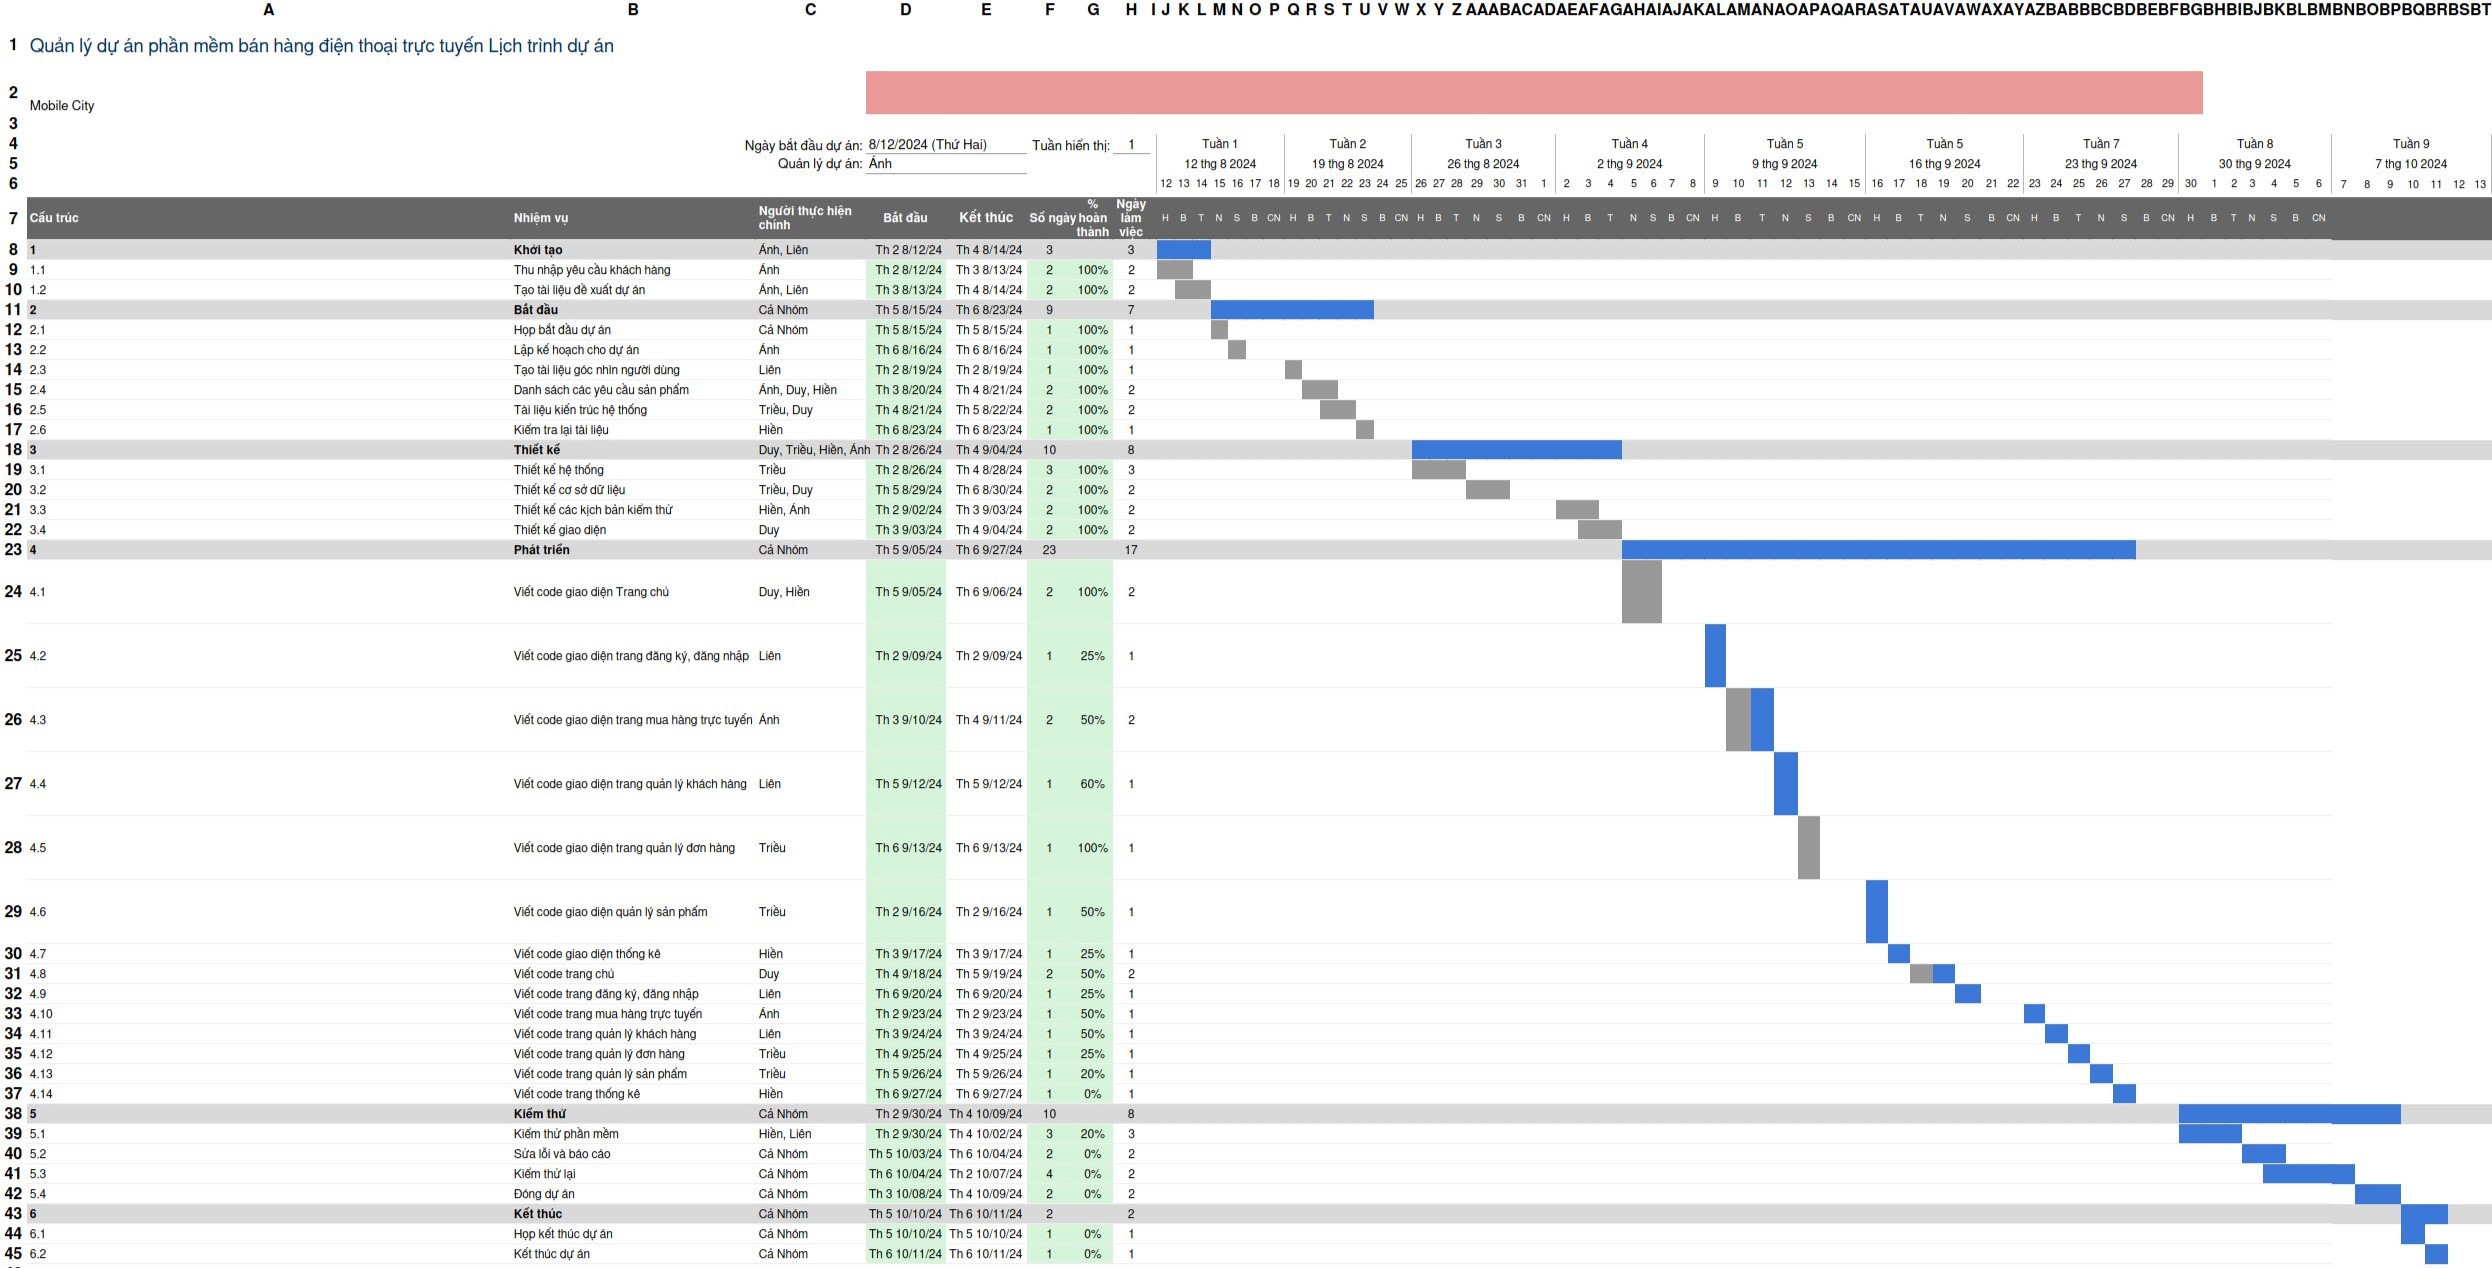 A B C D E F G H I J K L M N O P Q R S T U V W X Y Z AA AB AC AD AE AF AG AH AI AJ AK AL AM AN AO AP AQ AR AS AT AU AV AW AX AY AZ BA BB BC BD BE BF BG BH BI BJ BK BL BM BN BO BP BQ BR BS BT
1 Quản lý dự án phần mềm bán hàng điện thoại trực tuyến Lịch trình dự án
2 Mobile City
3
4 Ngày bắt đầu dự án: 8/12/2024 (Thứ Hai) Tuần hiển thị: 1 Tuần 1 Tuần 2 Tuần 3 Tuần 4 Tuần 5 Tuần 5 Tuần 7 Tuần 8 Tuần 9
5 Quản lý dự án: Ánh 12 thg 8 2024 19 thg 8 2024 26 thg 8 2024 2 thg 9 2024 9 thg 9 2024 16 thg 9 2024 23 thg 9 2024 30 thg 9 2024 7 thg 10 2024
6 12 13 14 15 16 17 18 19 20 21 22 23 24 25 26 27 28 29 30 31 1 2 3 4 5 6 7 8 9 10 11 12 13 14 15 16 17 18 19 20 21 22 23 24 25 26 27 28 29 30 1 2 3 4 5 6 7 8 9 10 11 12 13
7 Cấu trúc Nhiệm vụ Người thực hiện chính Bắt đầu Kết thúc Số ngày % hoàn thành Ngày làm việc H B T N S B CN H B T N S B CN H B T N S B CN H B T N S B CN H B T N S B CN H B T N S B CN H B T N S B CN H B T N S B CN
8 1 Khởi tạo Ánh, Liên Th 2 8/12/24 Th 4 8/14/24 3 3
9 1.1 Thu nhập yêu cầu khách hàng Ánh Th 2 8/12/24 Th 3 8/13/24 2 100% 2
10 1.2 Tạo tài liệu đề xuất dự án Ánh, Liên Th 3 8/13/24 Th 4 8/14/24 2 100% 2
11 2 Bắt đầu Cả Nhóm Th 5 8/15/24 Th 6 8/23/24 9 7
12 2.1 Họp bắt đầu dự án Cả Nhóm Th 5 8/15/24 Th 5 8/15/24 1 100% 1
13 2.2 Lập kế hoạch cho dự án Ánh Th 6 8/16/24 Th 6 8/16/24 1 100% 1
14 2.3 Tạo tài liệu góc nhìn người dùng Liên Th 2 8/19/24 Th 2 8/19/24 1 100% 1
15 2.4 Danh sách các yêu cầu sản phẩm Ánh, Duy, Hiền Th 3 8/20/24 Th 4 8/21/24 2 100% 2
16 2.5 Tài liệu kiến trúc hệ thống Triều, Duy Th 4 8/21/24 Th 5 8/22/24 2 100% 2
17 2.6 Kiểm tra lại tài liệu Hiền Th 6 8/23/24 Th 6 8/23/24 1 100% 1
18 3 Thiết kế Duy, Triều, Hiền, Ánh Th 2 8/26/24 Th 4 9/04/24 10 8
19 3.1 Thiết kế hệ thống Triều Th 2 8/26/24 Th 4 8/28/24 3 100% 3
20 3.2 Thiết kế cơ sở dữ liệu Triều, Duy Th 5 8/29/24 Th 6 8/30/24 2 100% 2
21 3.3 Thiết kế các kịch bản kiểm thử Hiền, Ánh Th 2 9/02/24 Th 3 9/03/24 2 100% 2
22 3.4 Thiết kế giao diện Duy Th 3 9/03/24 Th 4 9/04/24 2 100% 2
23 4 Phát triển Cả Nhóm Th 5 9/05/24 Th 6 9/27/24 23 17
24 4.1 Viết code giao diện Trang chủ Duy, Hiền Th 5 9/05/24 Th 6 9/06/24 2 100% 2
25 4.2 Viết code giao diện trang đăng ký, đăng nhập Liên Th 2 9/09/24 Th 2 9/09/24 1 25% 1
26 4.3 Viết code giao diện trang mua hàng trực tuyến Ánh Th 3 9/10/24 Th 4 9/11/24 2 50% 2
27 4.4 Viết code giao diện trang quản lý khách hàng Liên Th 5 9/12/24 Th 5 9/12/24 1 60% 1
28 4.5 Viết code giao diện trang quản lý đơn hàng Triều Th 6 9/13/24 Th 6 9/13/24 1 100% 1
29 4.6 Viết code giao diện quản lý sản phẩm Triều Th 2 9/16/24 Th 2 9/16/24 1 50% 1
30 4.7 Viết code giao diện thống kê Hiền Th 3 9/17/24 Th 3 9/17/24 1 25% 1
31 4.8 Viết code trang chủ Duy Th 4 9/18/24 Th 5 9/19/24 2 50% 2
32 4.9 Viết code trang đăng ký, đăng nhập Liên Th 6 9/20/24 Th 6 9/20/24 1 25% 1
33 4.10 Viết code trang mua hàng trực tuyến Ánh Th 2 9/23/24 Th 2 9/23/24 1 50% 1
34 4.11 Viết code trang quản lý khách hàng Liên Th 3 9/24/24 Th 3 9/24/24 1 50% 1
35 4.12 Viết code trang quản lý đơn hàng Triều Th 4 9/25/24 Th 4 9/25/24 1 25% 1
36 4.13 Viết code trang quản lý sản phẩm Triều Th 5 9/26/24 Th 5 9/26/24 1 20% 1
37 4.14 Viết code trang thống kê Hiền Th 6 9/27/24 Th 6 9/27/24 1 0% 1
38 5 Kiểm thử Cả Nhóm Th 2 9/30/24 Th 4 10/09/24 10 8
39 5.1 Kiểm thử phần mềm Hiền, Liên Th 2 9/30/24 Th 4 10/02/24 3 20% 3
40 5.2 Sửa lỗi và báo cáo Cả Nhóm Th 5 10/03/24 Th 6 10/04/24 2 0% 2
41 5.3 Kiểm thử lại Cả Nhóm Th 6 10/04/24 Th 2 10/07/24 4 0% 2
42 5.4 Đóng dự án Cả Nhóm Th 3 10/08/24 Th 4 10/09/24 2 0% 2
43 6 Kết thúc Cả Nhóm Th 5 10/10/24 Th 6 10/11/24 2 2
44 6.1 Họp kết thúc dự án Cả Nhóm Th 5 10/10/24 Th 5 10/10/24 1 0% 1
45 6.2 Kết thúc dự án Cả Nhóm Th 6 10/11/24 Th 6 10/11/24 1 0% 1